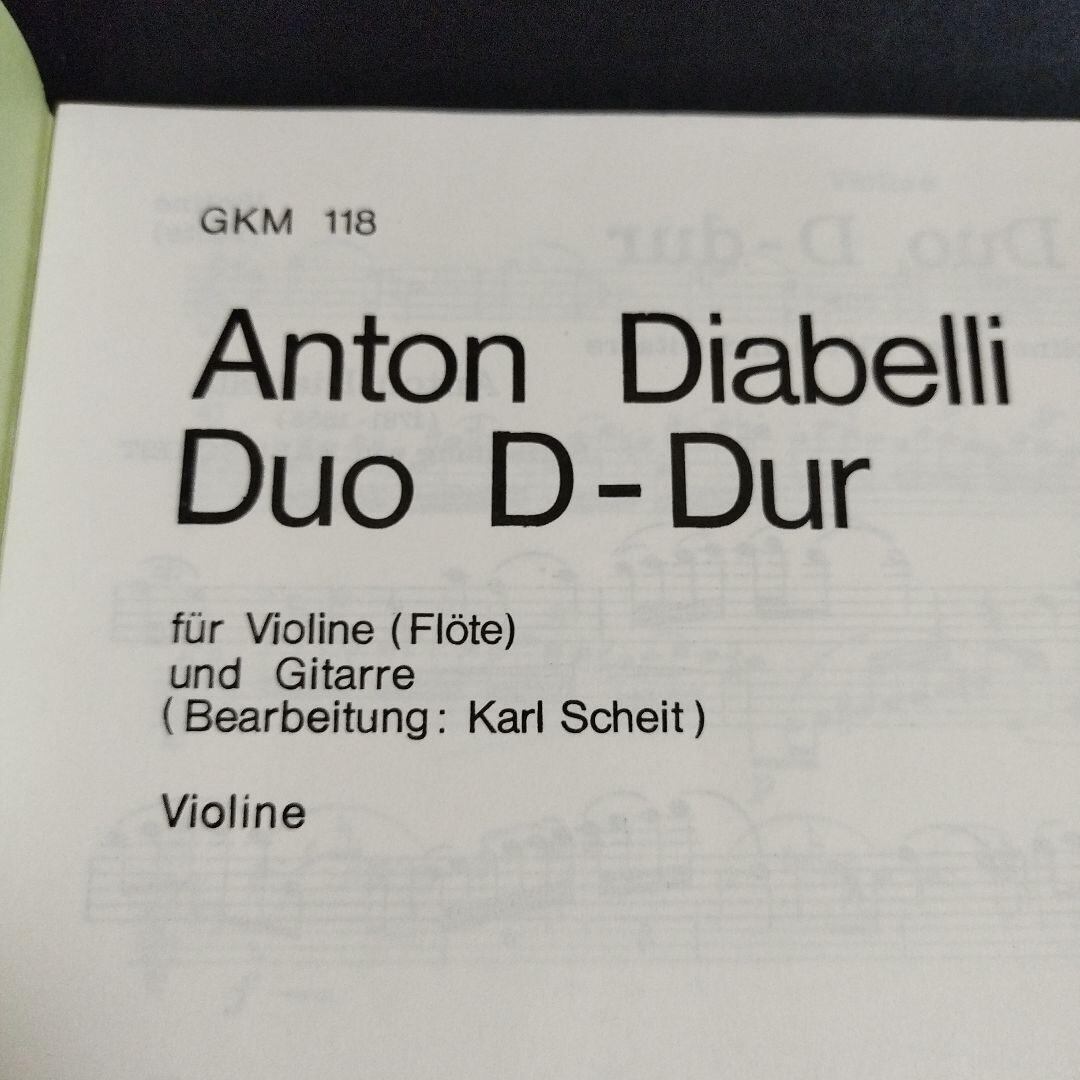 GKM 118
Anton Diabelli
Duo D-Dur
für Violine (Flöte)
und Gitarre
(Bearbeitung: Karl Scheit)
Violine